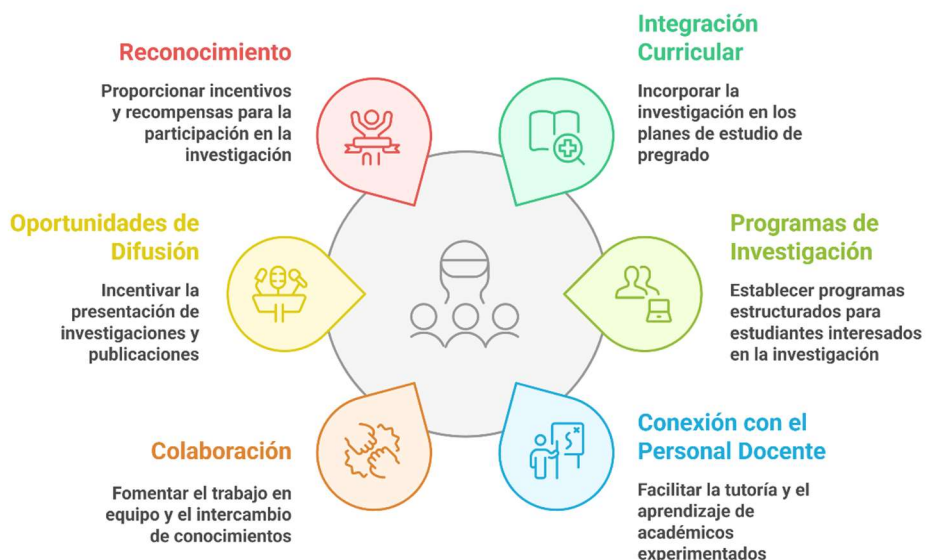 Reconocimiento
Proporcionar incentivos
y recompensas para la
participación en la
investigación
Integración
Curricular
Incorporar la
investigación en los
planes de estudio de
pregrado
Oportunidades de
Difusión
Incentivar la
presentación de
investigaciones y
publicaciones
Programas de
Investigación
Establecer programas
estructurados para
estudiantes interesados
en la investigación
Colaboración
Fomentar el trabajo en
equipo y el intercambio
de conocimientos
Conexión con el
Personal Docente
Facilitar la tutoría y el
aprendizaje de
académicos
experimentados